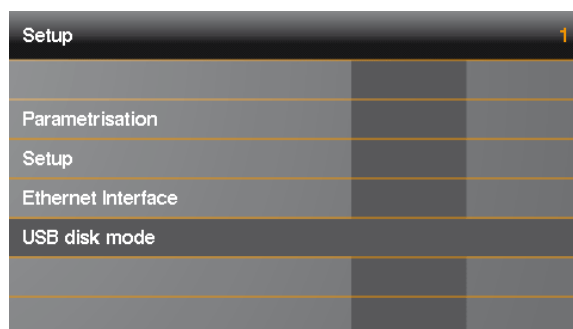 Setup 1
Parametrisation
Setup
Ethernet Interface
USB disk mode